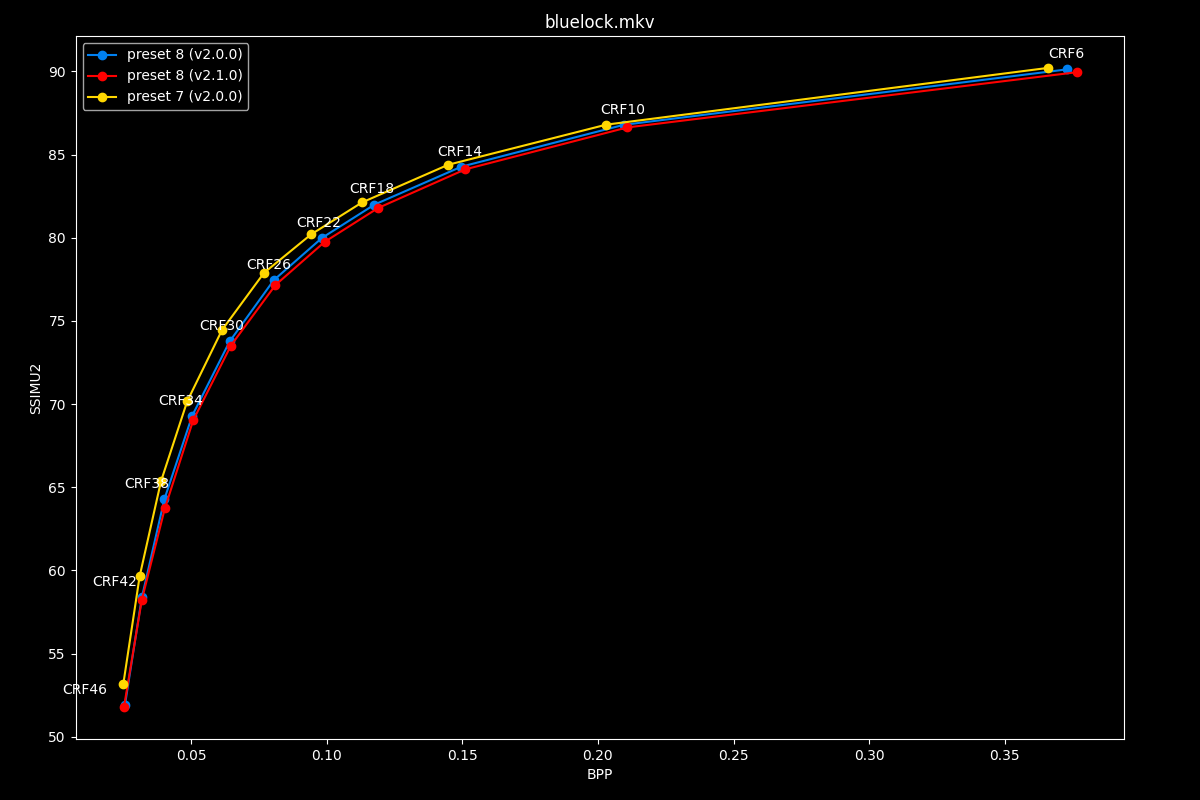 bluelock.mkv
preset 8 (v2.0.0)
preset 8 (v2.1.0)
preset 7 (v2.0.0)
CRF6
CRF10
CRF14
CRF18
CRF22
CRF26
CRF30
CRF34
CRF38
CRF42
CRF46
90
85
80
75
70
65
60
55
50
SSIMU2
0.05 0.10 0.15 0.20 0.25 0.30 0.35
BPP